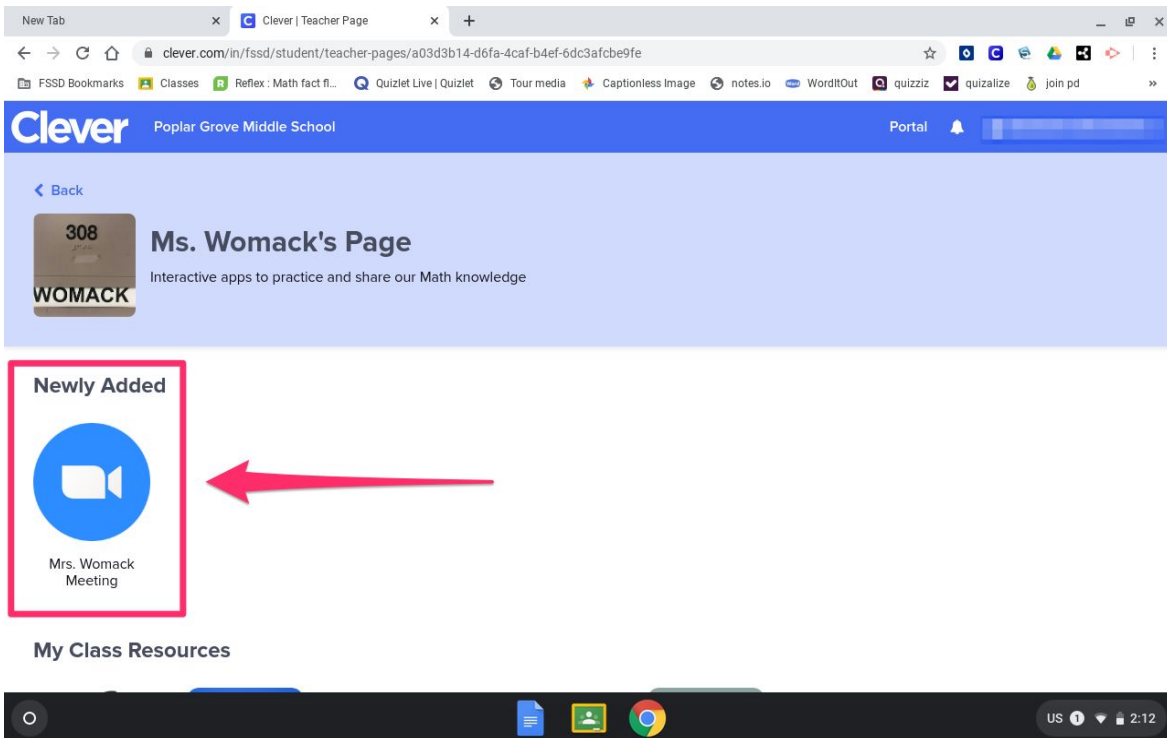 New Tab
Clever | Teacher Page
clever.com/in/fssd/student/teacher-pages/a03d3b14-d6fa-4caf-b4ef-6dc3afcbe9fe
FSSD Bookmarks Classes Reflex : Math fact fl... Quizlet Live | Quizlet Tour media Captionless Image notes.io WordItOut quizziz quizalize join pd »
Clever Poplar Grove Middle School Portal
Back
308
WOMACK
Ms. Womack's Page
Interactive apps to practice and share our Math knowledge
Newly Added
Mrs. Womack
Meeting
My Class Resources
US 1 2:12